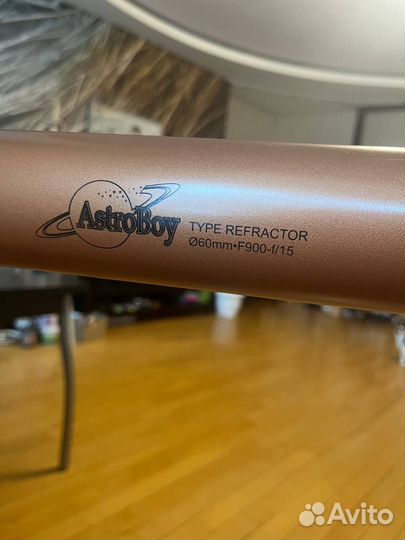 AstroBoy
TYPE REFRACTOR
Ø60mm•F900-f/15
Avito